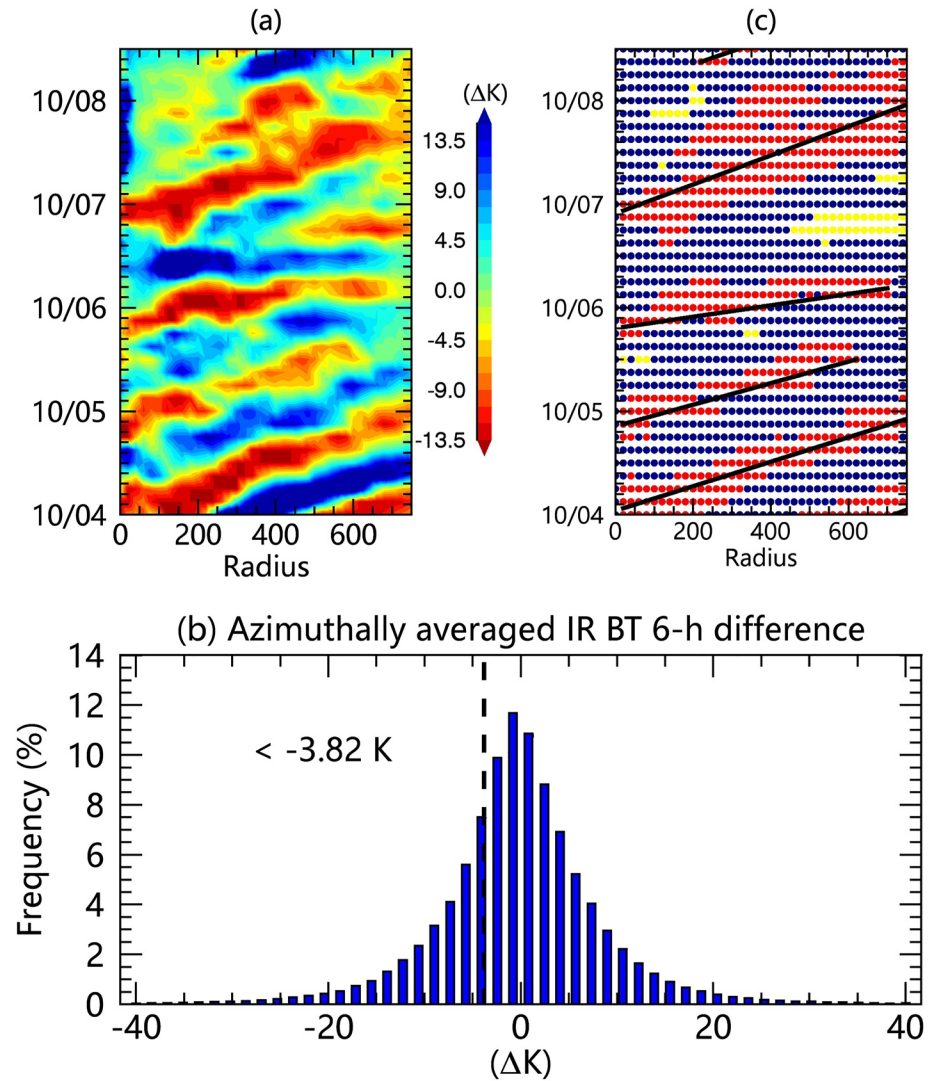 (a)
10/08
10/07
10/06
10/05
10/04
0 200 400 600
Radius
(ΔK)
13.5
9.0
4.5
0.0
-4.5
-9.0
-13.5
(c)
10/08
10/07
10/06
10/05
10/04
0 200 400 600
Radius
(b) Azimuthally averaged IR BT 6-h difference
14
12
10
8
6
4
2
0
Frequency (%)
< -3.82 K
-40 -20 0 20 40
(ΔK)